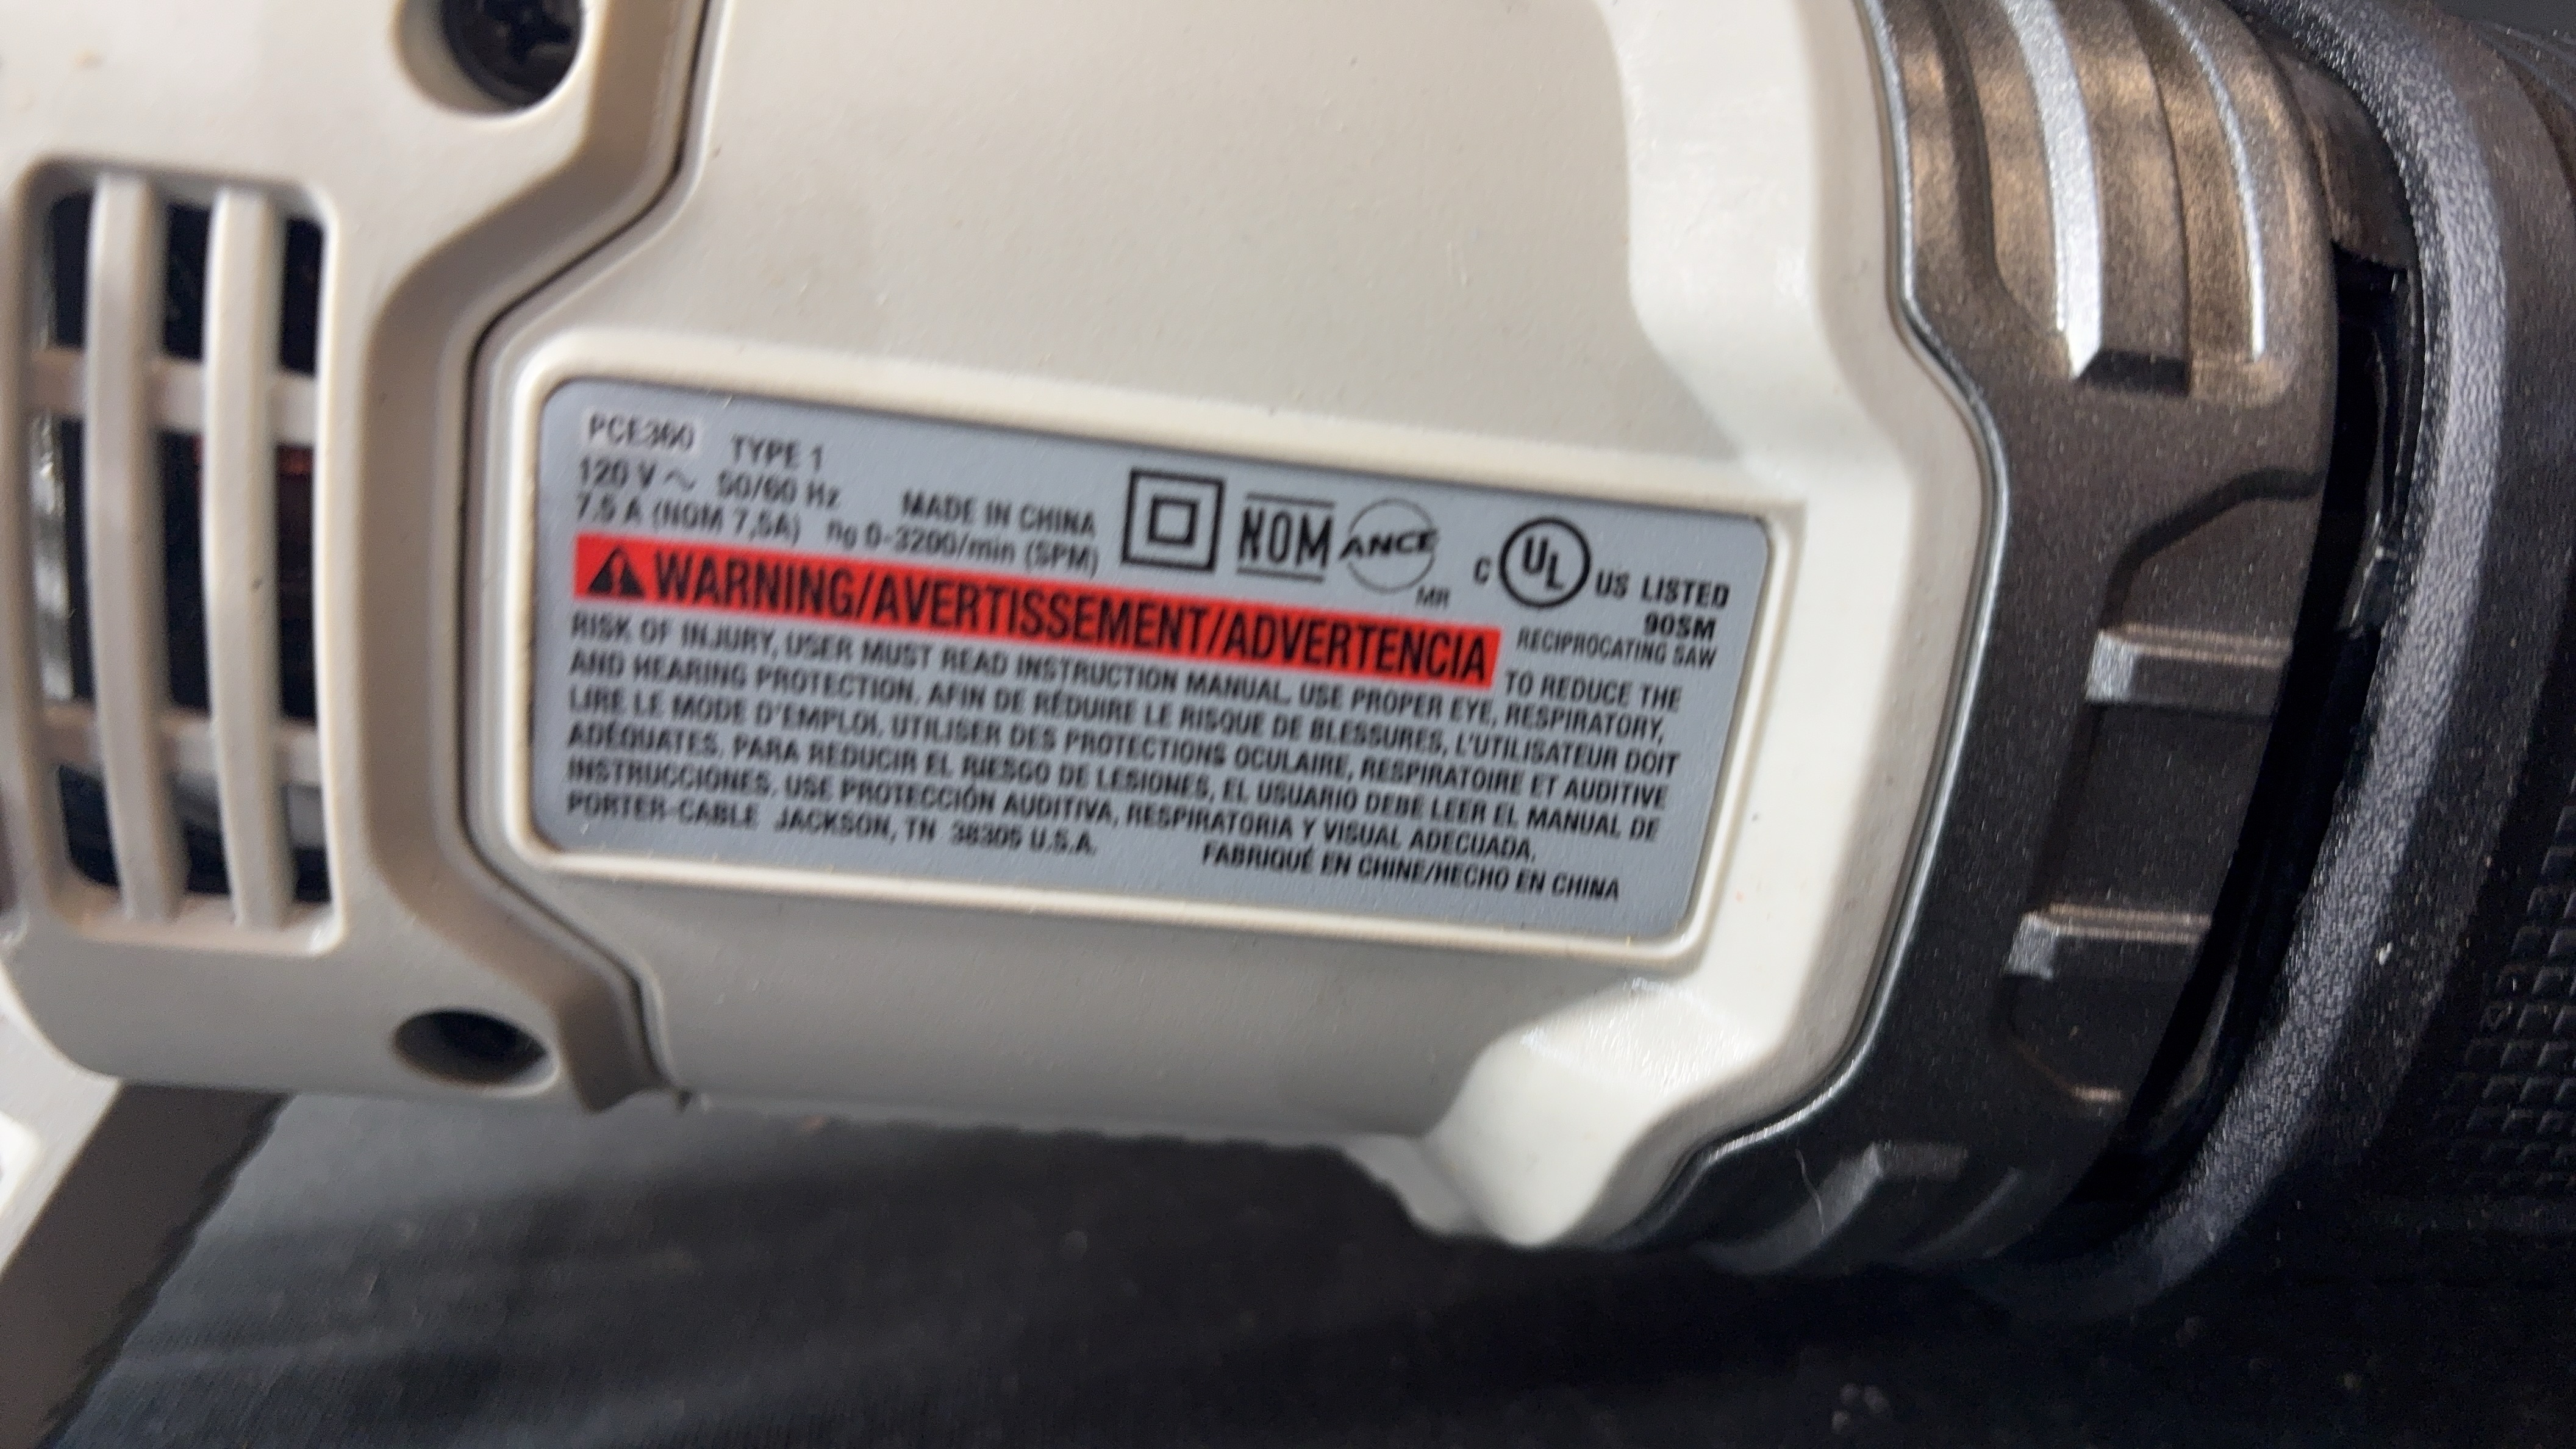 PCE360 TYPE 1
120 V ~ 50/60 Hz MADE IN CHINA
7.5 A (NOM 7,5A) n0 0-3200/min (SPM)
NOM ANCE MR
C UL US LISTED
90SM
RECIPROCATING SAW
WARNING/AVERTISSEMENT/ADVERTENCIA TO REDUCE THE
RISK OF INJURY, USER MUST READ INSTRUCTION MANUAL. USE PROPER EYE, RESPIRATORY,
AND HEARING PROTECTION. AFIN DE RÉDUIRE LE RISQUE DE BLESSURES, L'UTILISATEUR DOIT
LIRE LE MODE D'EMPLOI. UTILISER DES PROTECTIONS OCULAIRE, RESPIRATOIRE ET AUDITIVE
ADÉQUATES. PARA REDUCIR EL RIESGO DE LESIONES, EL USUARIO DEBE LEER EL MANUAL DE
INSTRUCCIONES. USE PROTECCIÓN AUDITIVA, RESPIRATORIA Y VISUAL ADECUADA.
PORTER-CABLE JACKSON, TN 38305 U.S.A. FABRIQUÉ EN CHINE/HECHO EN CHINA